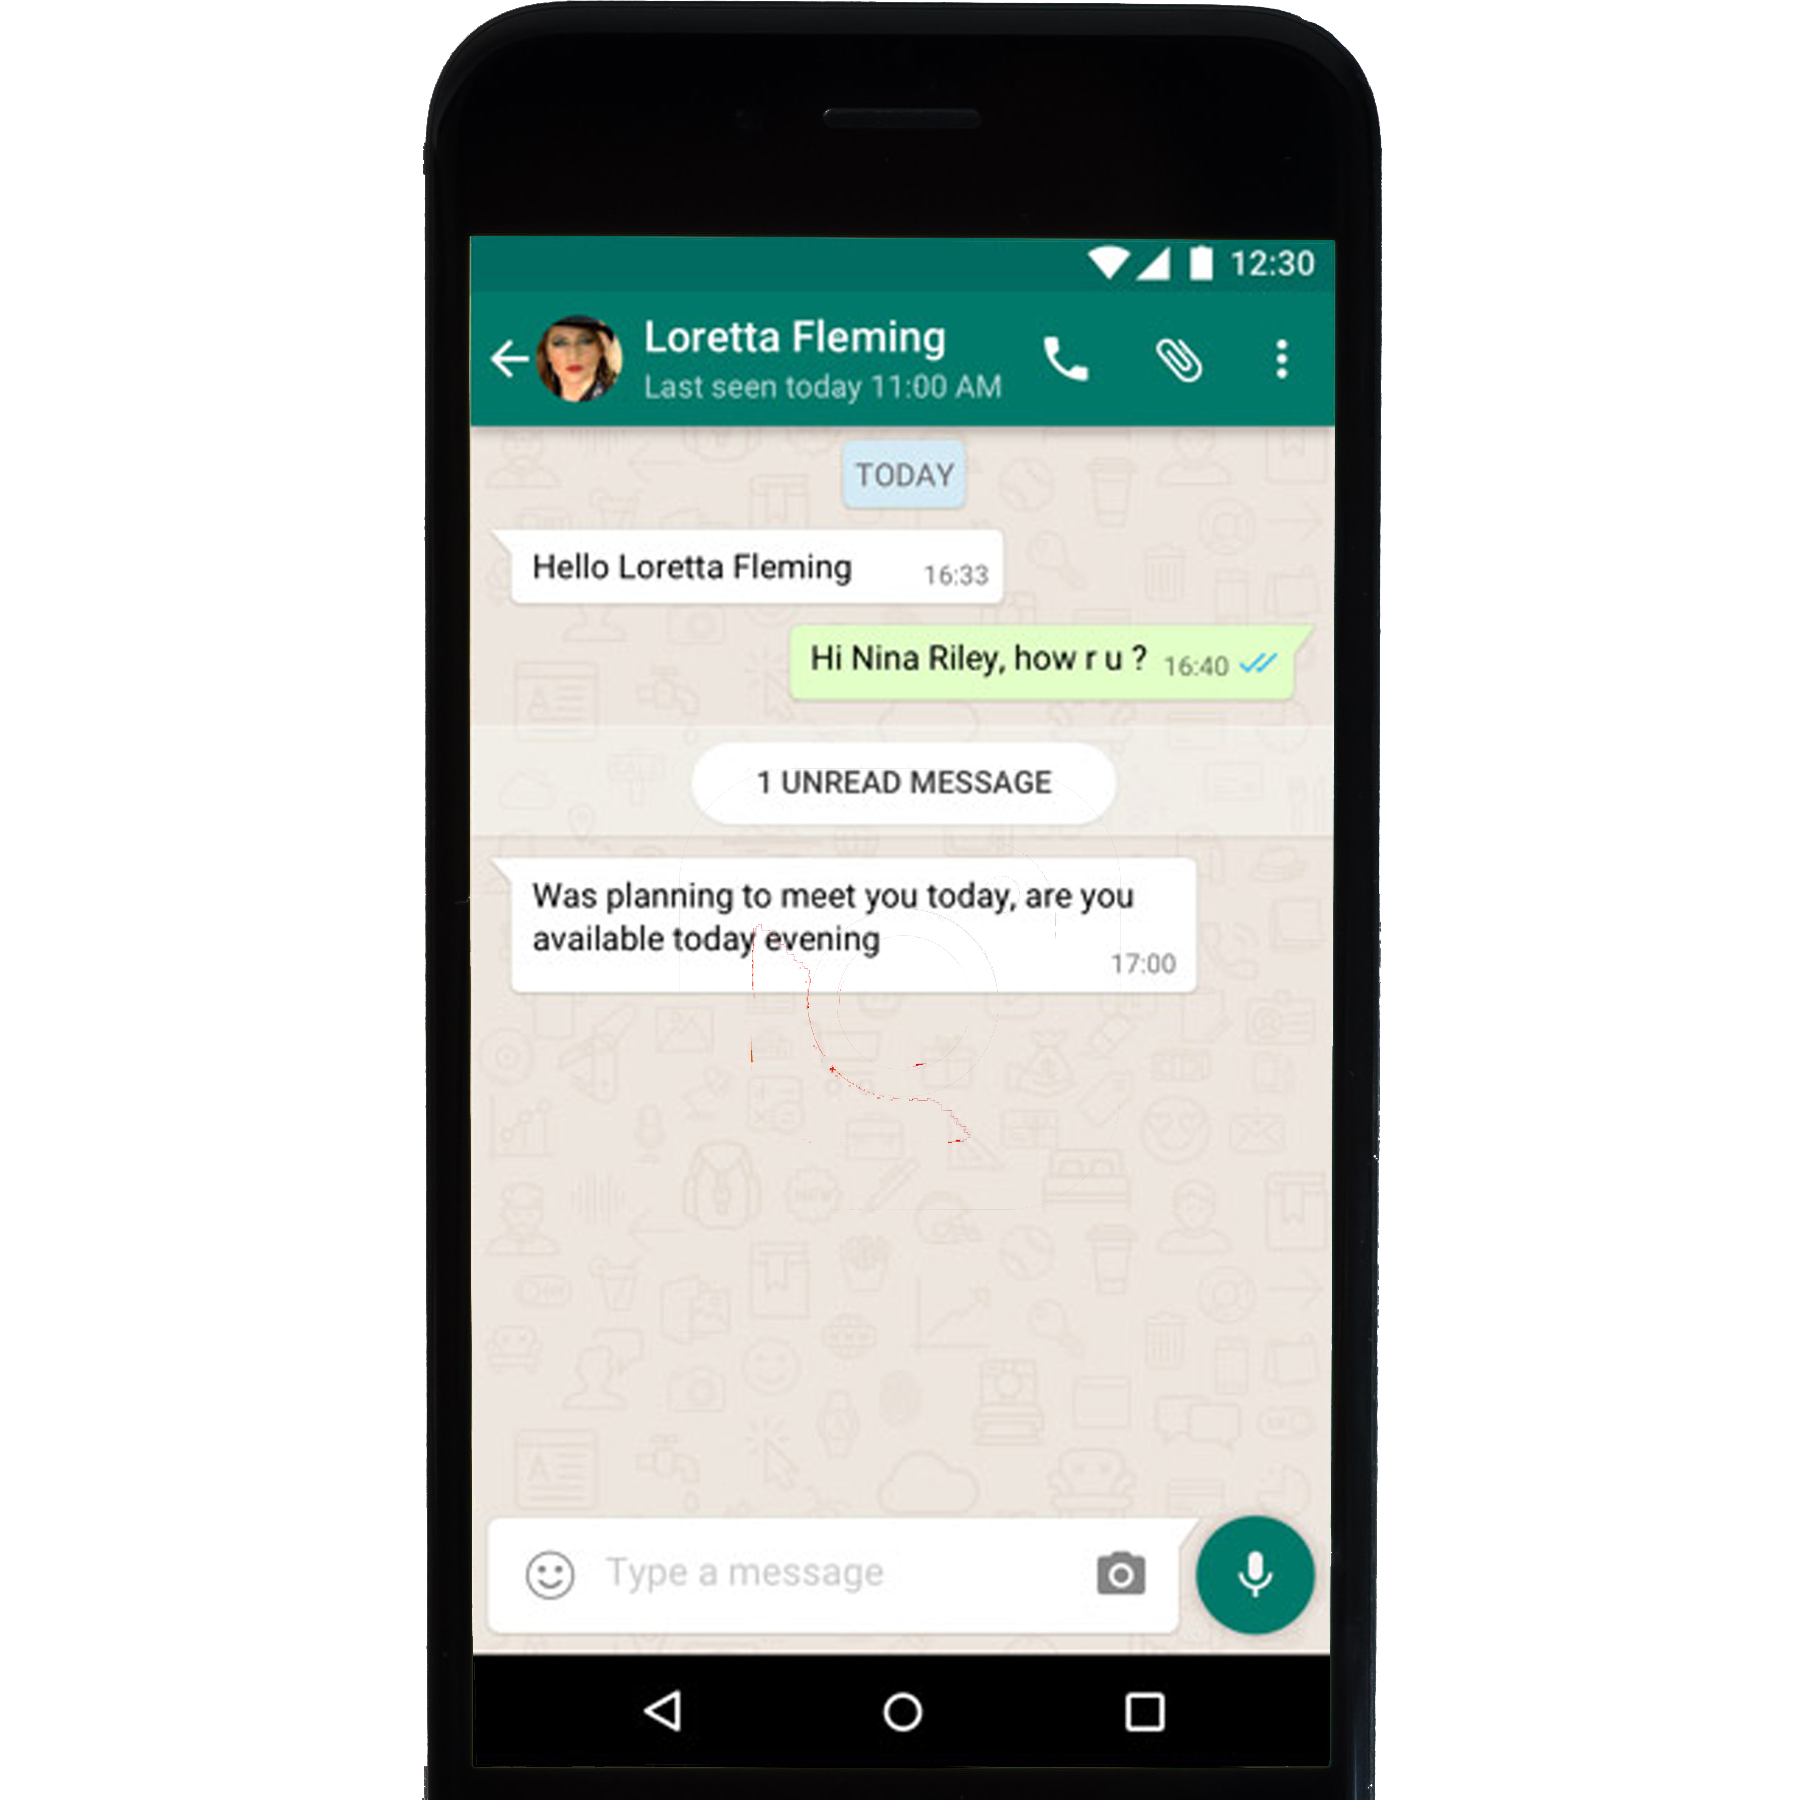 12:30
Loretta Fleming
Last seen today 11:00 AM
TODAY
Hello Loretta Fleming 16:33
Hi Nina Riley, how r u ? 16:40
1 UNREAD MESSAGE
Was planning to meet you today, are you
available today evening
17:00
Type a message